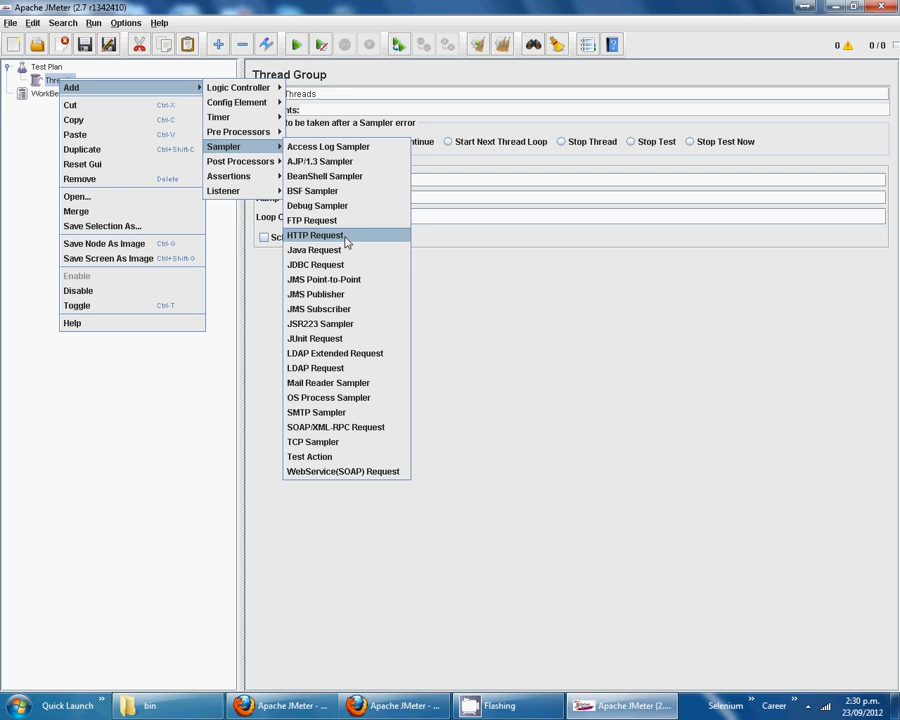 Apache JMeter (2.7 r1342410)
File Edit Search Run Options Help
0 0 / 0
Test Plan
WorkBe
Thread Group
Threads
to be taken after a Sampler error
Start Next Thread Loop Stop Thread Stop Test Stop Test Now
Loop C
Add
Cut Ctrl-X
Copy Ctrl-C
Paste Ctrl-V
Duplicate Ctrl+Shift-C
Reset Gui
Remove Delete
Open...
Merge
Save Selection As...
Save Node As Image Ctrl-G
Save Screen As Image Ctrl+Shift-G
Enable
Disable
Toggle Ctrl-T
Help
Logic Controller
Config Element
Timer
Pre Processors
Sampler
Post Processors
Assertions
Listener
Access Log Sampler
AJP/1.3 Sampler
BeanShell Sampler
BSF Sampler
Debug Sampler
FTP Request
HTTP Request
Java Request
JDBC Request
JMS Point-to-Point
JMS Publisher
JMS Subscriber
JSR223 Sampler
JUnit Request
LDAP Extended Request
LDAP Request
Mail Reader Sampler
OS Process Sampler
SMTP Sampler
SOAP/XML-RPC Request
TCP Sampler
Test Action
WebService(SOAP) Request
Quick Launch » bin Apache JMeter - ... Apache JMeter - ... Flashing Apache JMeter (2.... Selenium » Career »
2:30 p.m.
23/09/2012